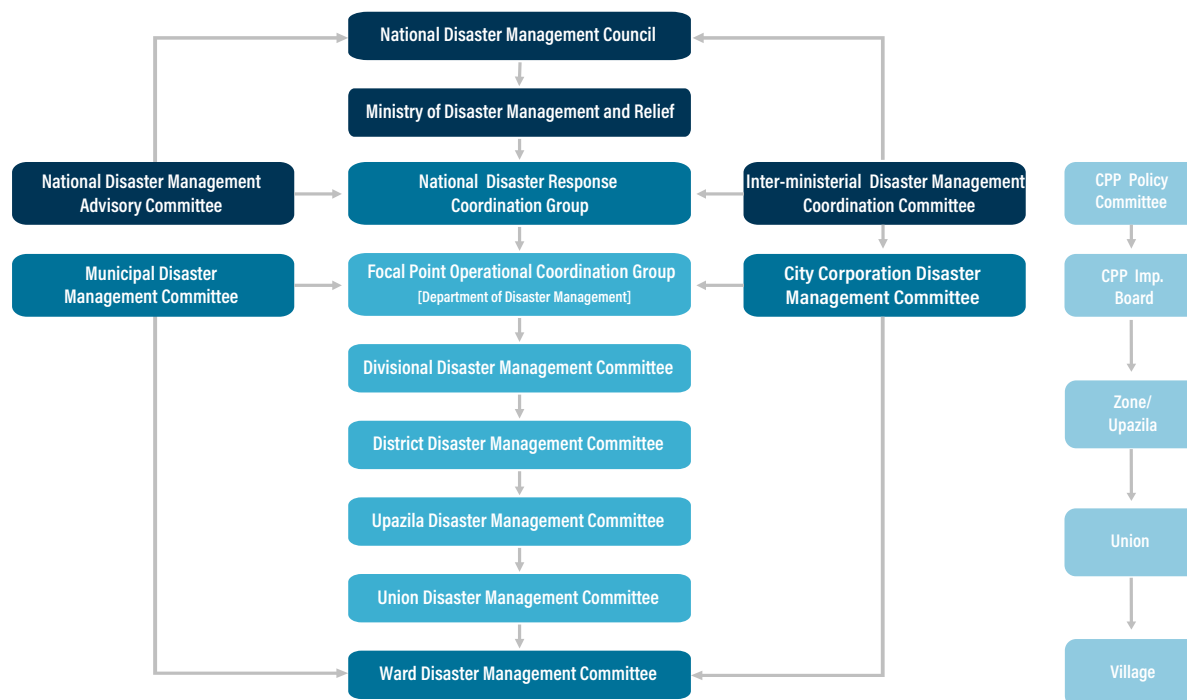 National Disaster Management Council
Ministry of Disaster Management and Relief
National Disaster Management
Advisory Committee
National Disaster Response
Coordination Group
Inter-ministerial Disaster Management
Coordination Committee
CPP Policy
Committee
Municipal Disaster
Management Committee
Focal Point Operational Coordination Group
[Department of Disaster Management]
City Corporation Disaster
Management Committee
CPP Imp.
Board
Divisional Disaster Management Committee
Zone/
Upazila
District Disaster Management Committee
Upazila Disaster Management Committee
Union
Union Disaster Management Committee
Ward Disaster Management Committee
Village